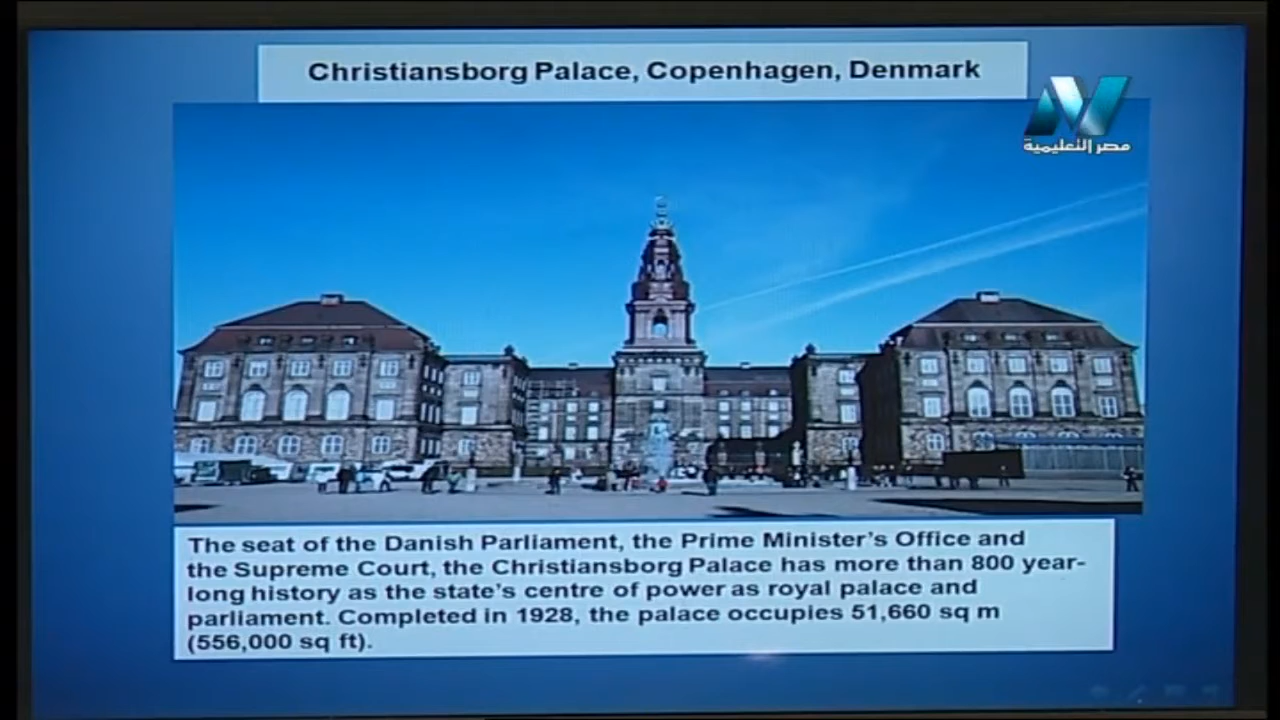 Christiansborg Palace, Copenhagen, Denmark
مصر التعليمية
The seat of the Danish Parliament, the Prime Minister's Office and
the Supreme Court, the Christiansborg Palace has more than 800 year-
long history as the state's centre of power as royal palace and
parliament. Completed in 1928, the palace occupies 51,660 sq m
(556,000 sq ft).